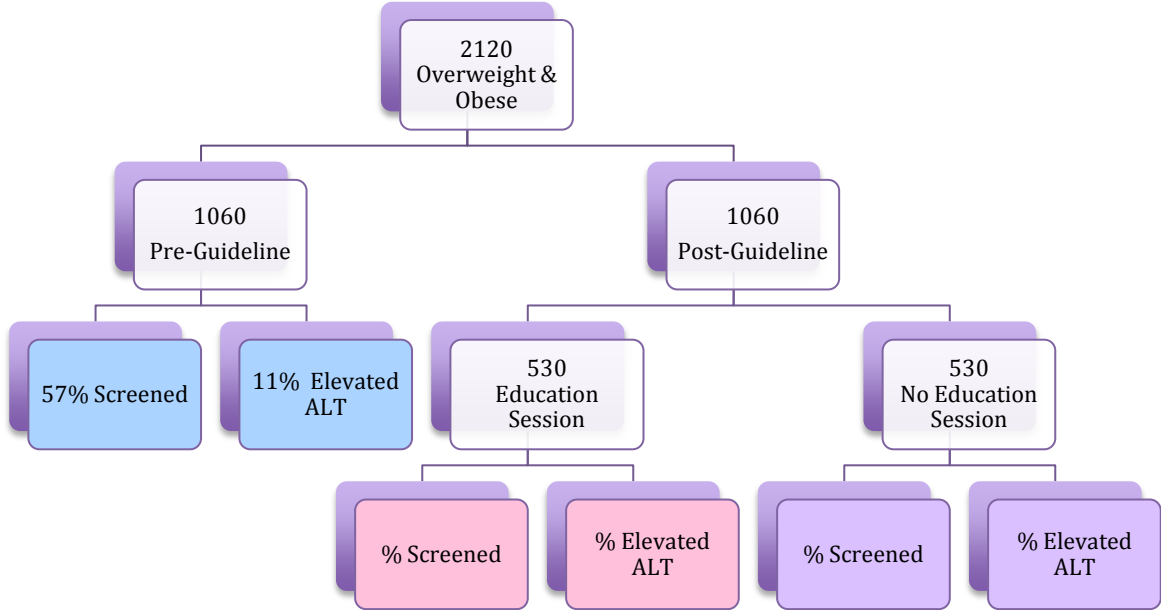 2120
Overweight &
Obese
1060
Pre-Guideline
1060
Post-Guideline
57% Screened
11%  Elevated
ALT
530
Education
Session
530
No Education
Session
% Screened
% Elevated
ALT
% Screened
% Elevated
ALT